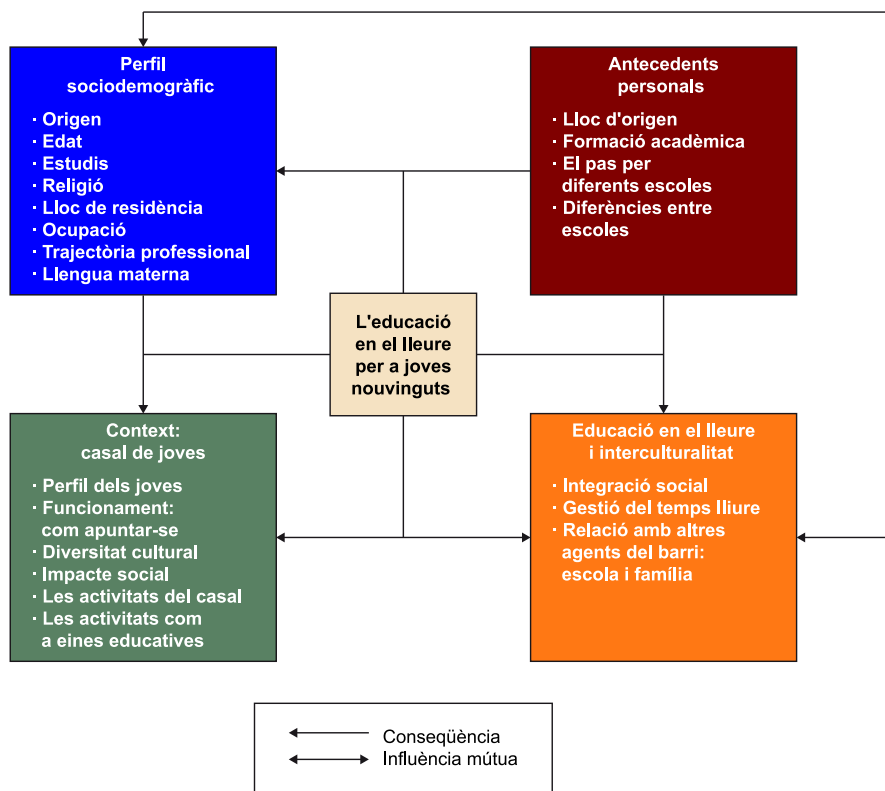 Perfil
sociodemogràfic
· Origen
· Edat
· Estudis
· Religió
· Lloc de residència
· Ocupació
· Trajectòria professional
· Llengua materna
Antecedents
personals
· Lloc d'origen
· Formació acadèmica
· El pas per
diferents escoles
· Diferències entre
escoles
L'educació
en el lleure
per a joves
nouvinguts
Context:
casal de joves
· Perfil dels joves
· Funcionament:
com apuntar-se
· Diversitat cultural
· Impacte social
· Les activitats del casal
· Les activitats com
a eines educatives
Educació en el lleure
i interculturalitat
· Integració social
· Gestió del temps lliure
· Relació amb altres
agents del barri:
escola i família
Conseqüència
Influència mútua